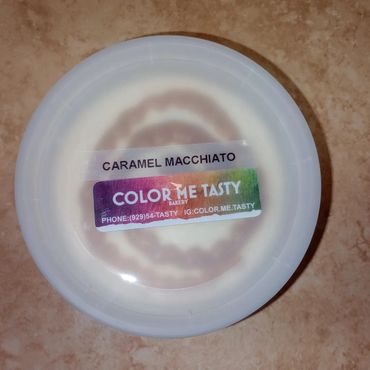 CARAMEL MACCHIATO
COLOR ME TASTY
BAKERY
PHONE:(929)54-TASTY IG:COLOR.ME.TASTY